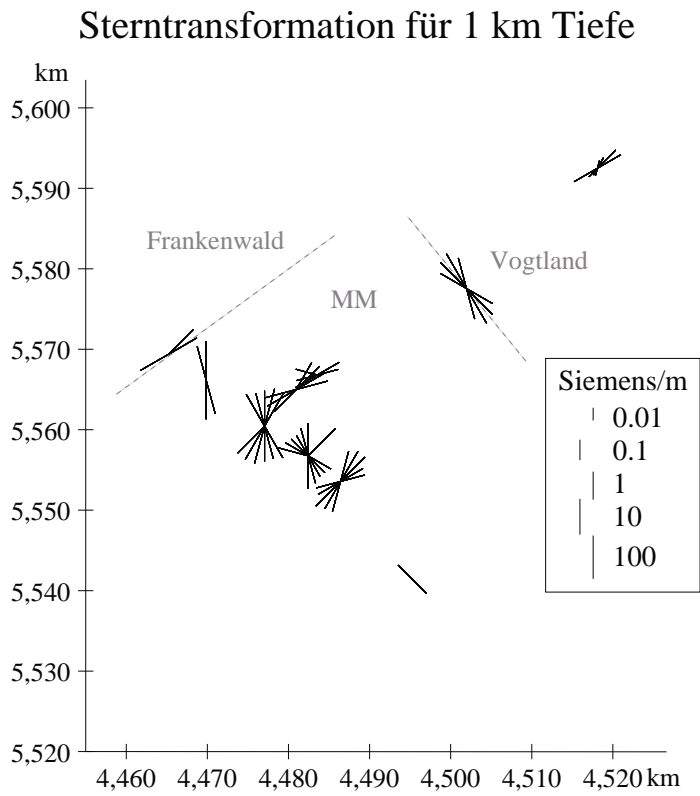 Sterntransformation für 1 km Tiefe
km
5,600
5,590
5,580
5,570
5,560
5,550
5,540
5,530
5,520
Frankenwald
MM
Vogtland
Siemens/m
0.01
0.1
1
10
100
4,460 4,470 4,480 4,490 4,500 4,510 4,520 km